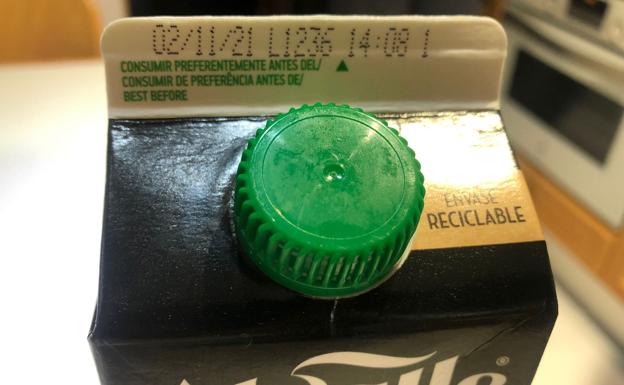 02/11/21 L1236 14:08 1
CONSUMIR PREFERENTEMENTE ANTES DEL/ ▲
CONSUMIR DE PREFERÊNCIA ANTES DE/
BEST BEFORE
ENVASE
RECICLABLE